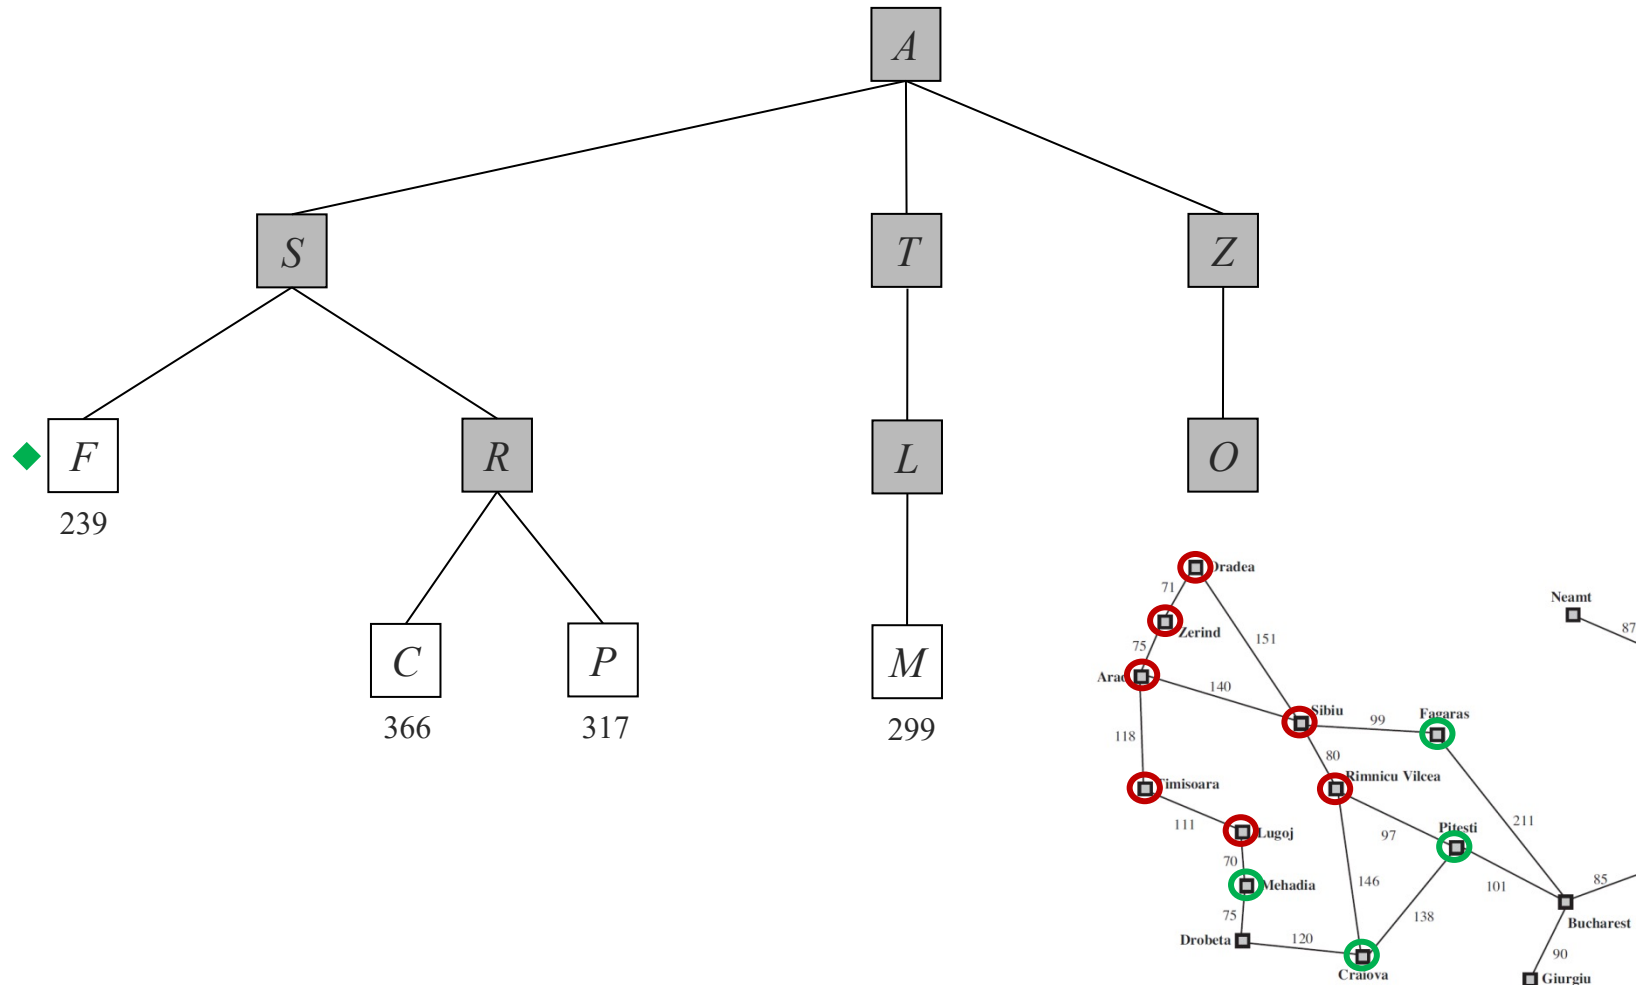 A
S
T
Z
F
R
L
O
239
C
P
M
366
317
299
Oradea
71
Neamt
87
Zerind
151
75
Arad
140
Sibiu
99
Fagaras
118
80
Timisoara
Rimnicu Vilcea
111
Lugoj
97
Pitesti
211
70
Mehadia
146
101
85
75
138
Bucharest
Drobeta
120
90
Craiova
Giurgiu